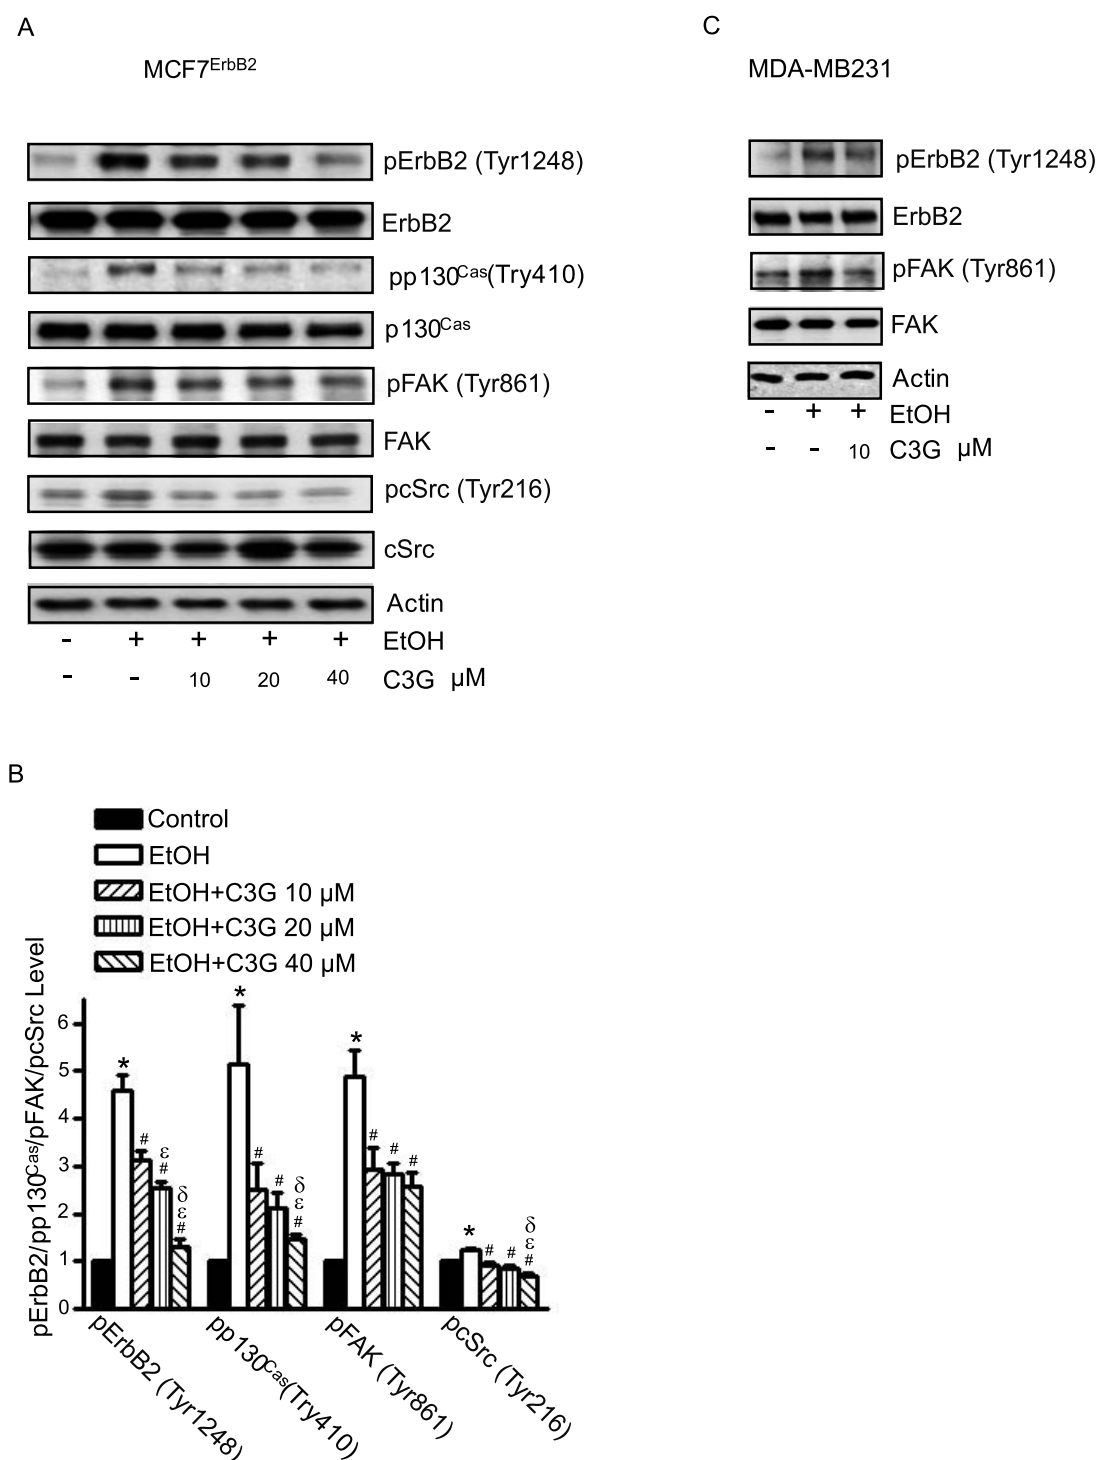 A
MCF7ErbB2
pErbB2 (Tyr1248)
ErbB2
pp130Cas(Try410)
p130Cas
pFAK (Tyr861)
FAK
pcSrc (Tyr216)
cSrc
Actin
- + + + + EtOH
- - 10 20 40 C3G µM
C
MDA-MB231
pErbB2 (Tyr1248)
ErbB2
pFAK (Tyr861)
FAK
Actin
- + + EtOH
- - 10 C3G µM
B
Control
EtOH
EtOH+C3G 10 µM
EtOH+C3G 20 µM
EtOH+C3G 40 µM
pErbB2/pp130Cas/pFAK/pcSrc Level
6
5
4
3
2
1
0
* # ε # δ ε #
* # # δ ε #
* # # #
* # # δ ε #
pErbB2 (Tyr1248)
pp130Cas(Try410)
pFAK (Tyr861)
pcSrc (Tyr216)